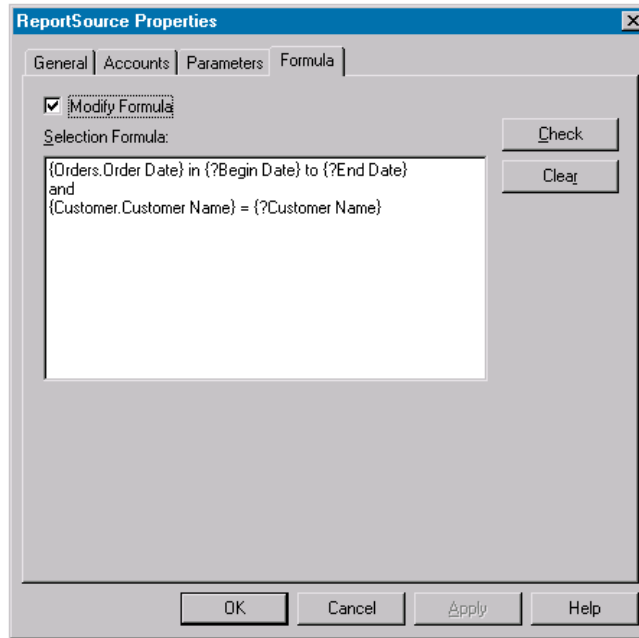 ReportSource Properties
General Accounts Parameters Formula
Modify Formula
Selection Formula:
Check
{Orders.Order Date} in {?Begin Date} to {?End Date}
and
{Customer.Customer Name} = {?Customer Name}
Clear
OK Cancel Apply Help